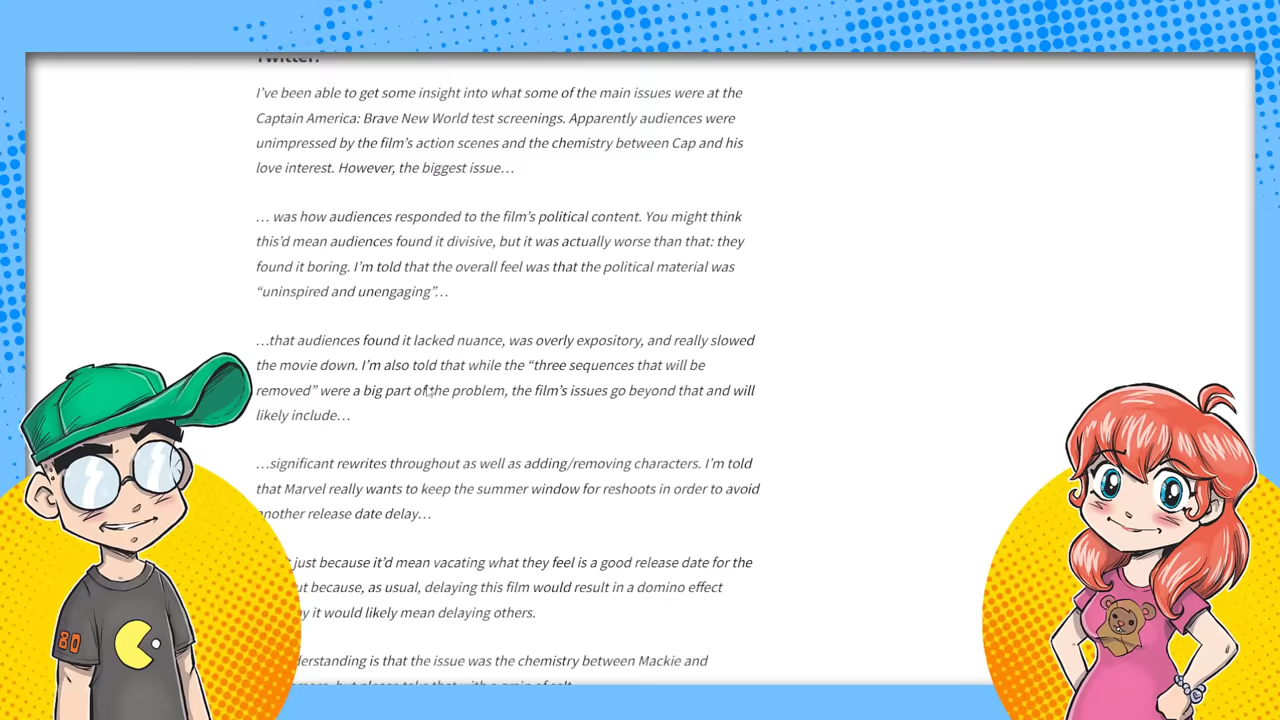 Twitter:
I've been able to get some insight into what some of the main issues were at the
Captain America: Brave New World test screenings. Apparently audiences were
unimpressed by the film's action scenes and the chemistry between Cap and his
love interest. However, the biggest issue…
… was how audiences responded to the film's political content. You might think
this'd mean audiences found it divisive, but it was actually worse than that: they
found it boring. I'm told that the overall feel was that the political material was
“uninspired and unengaging”…
…that audiences found it lacked nuance, was overly expository, and really slowed
the movie down. I'm also told that while the “three sequences that will be
removed” were a big part of the problem, the film's issues go beyond that and will
likely include…
…significant rewrites throughout as well as adding/removing characters. I'm told
that Marvel really wants to keep the summer window for reshoots in order to avoid
another release date delay…
just because it'd mean vacating what they feel is a good release date for the
because, as usual, delaying this film would result in a domino effect
it would likely mean delaying others.
is that the issue was the chemistry between Mackie and
but please take that with a grain of salt
80